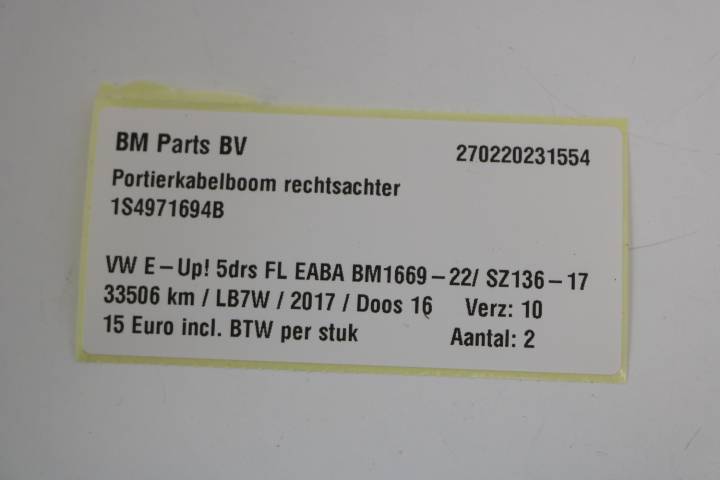 BM Parts BV 270220231554
Portierkabelboom rechtsachter
1S4971694B
VW E-Up! 5drs FL EABA BM1669-22/ SZ136-17
33506 km / LB7W / 2017 / Doos 16 Verz: 10
15 Euro incl. BTW per stuk Aantal: 2